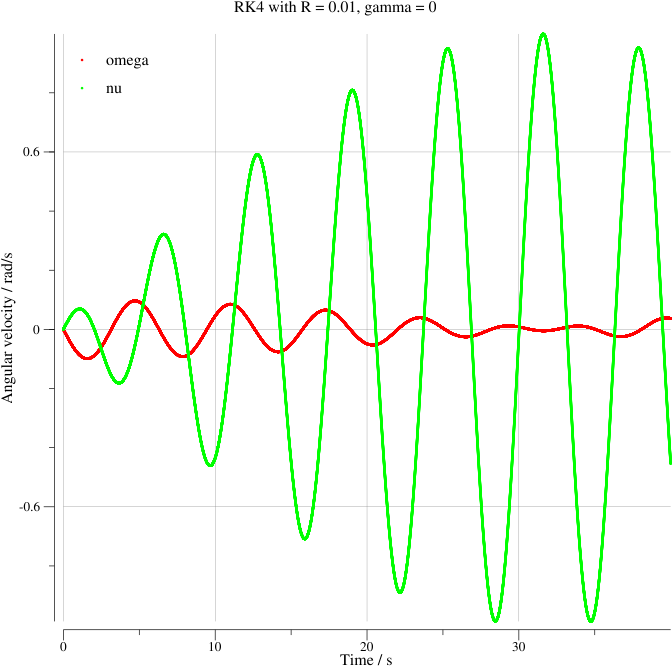 RK4 with R = 0.01, gamma = 0
omega
nu
0.6
0
-0.6
Angular velocity / rad/s
0 10 20 30
Time / s